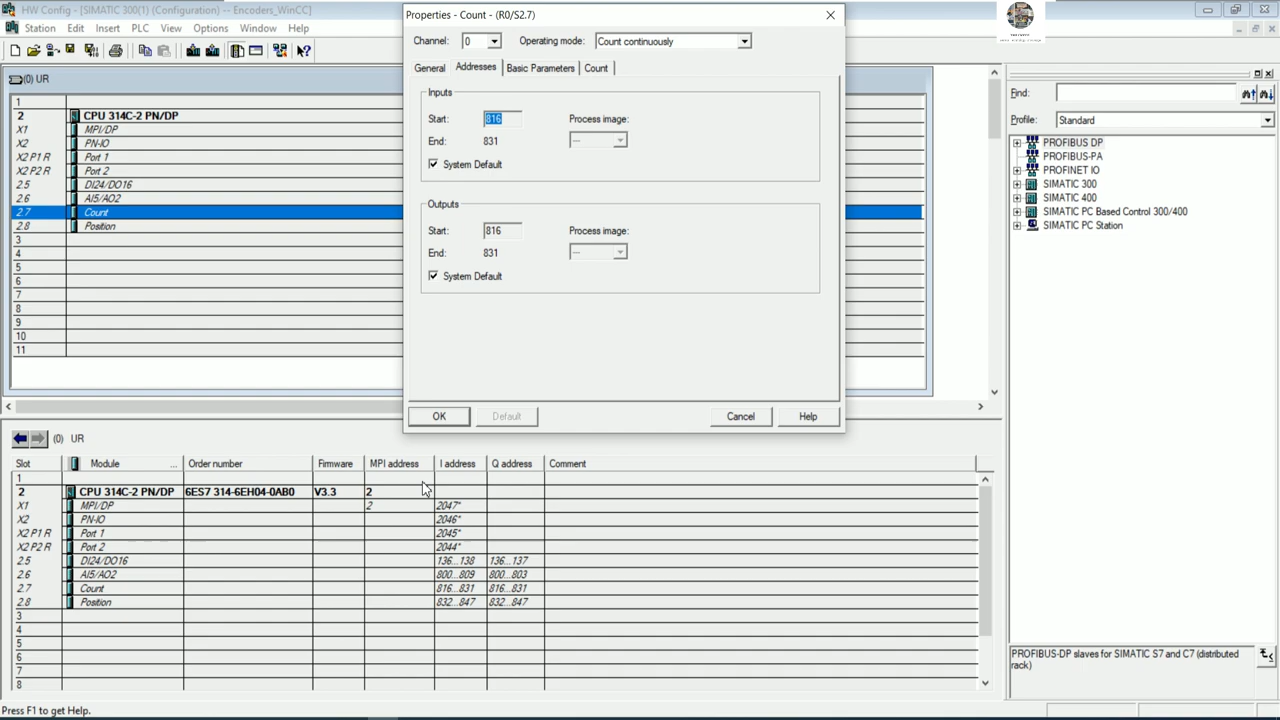 HW Config - [SIMATIC 300(1) (Configuration) -- Encoders_WinCC]
Station Edit Insert PLC View Options Window Help
(0) UR
1
2 CPU 314C-2 PN/DP
X1 MPI/DP
X2 PN-IO
X2 P1 R Port 1
X2 P2 R Port 2
2.5 DI24/DO16
2.6 AI5/AO2
2.7 Count
2.8 Position
3
4
5
6
7
8
9
10
11
Properties - Count - (R0/S2.7)
Channel: 0 Operating mode: Count continuously
General Addresses Basic Parameters Count
Inputs
Start: 816 Process image:
End: 831 ---
System Default
Outputs
Start: 816 Process image:
End: 831 ---
System Default
OK Default Cancel Help
Find:
Profile: Standard
PROFIBUS DP
PROFIBUS-PA
PROFINET IO
SIMATIC 300
SIMATIC 400
SIMATIC PC Based Control 300/400
SIMATIC PC Station
PROFIBUS-DP slaves for SIMATIC S7 and C7 (distributed
rack)
(0) UR
Slot Module ... Order number Firmware MPI address I address Q address Comment
1
2 CPU 314C-2 PN/DP 6ES7 314-6EH04-0AB0 V3.3 2
X1 MPI/DP 2 2047*
X2 PN-IO 2046*
X2 P1 R Port 1 2045*
X2 P2 R Port 2 2044*
2.5 DI24/DO16 136...138 136...137
2.6 AI5/AO2 800...809 800...803
2.7 Count 816...831 816...831
2.8 Position 832...847 832...847
3
4
5
6
7
8
Press F1 to get Help.